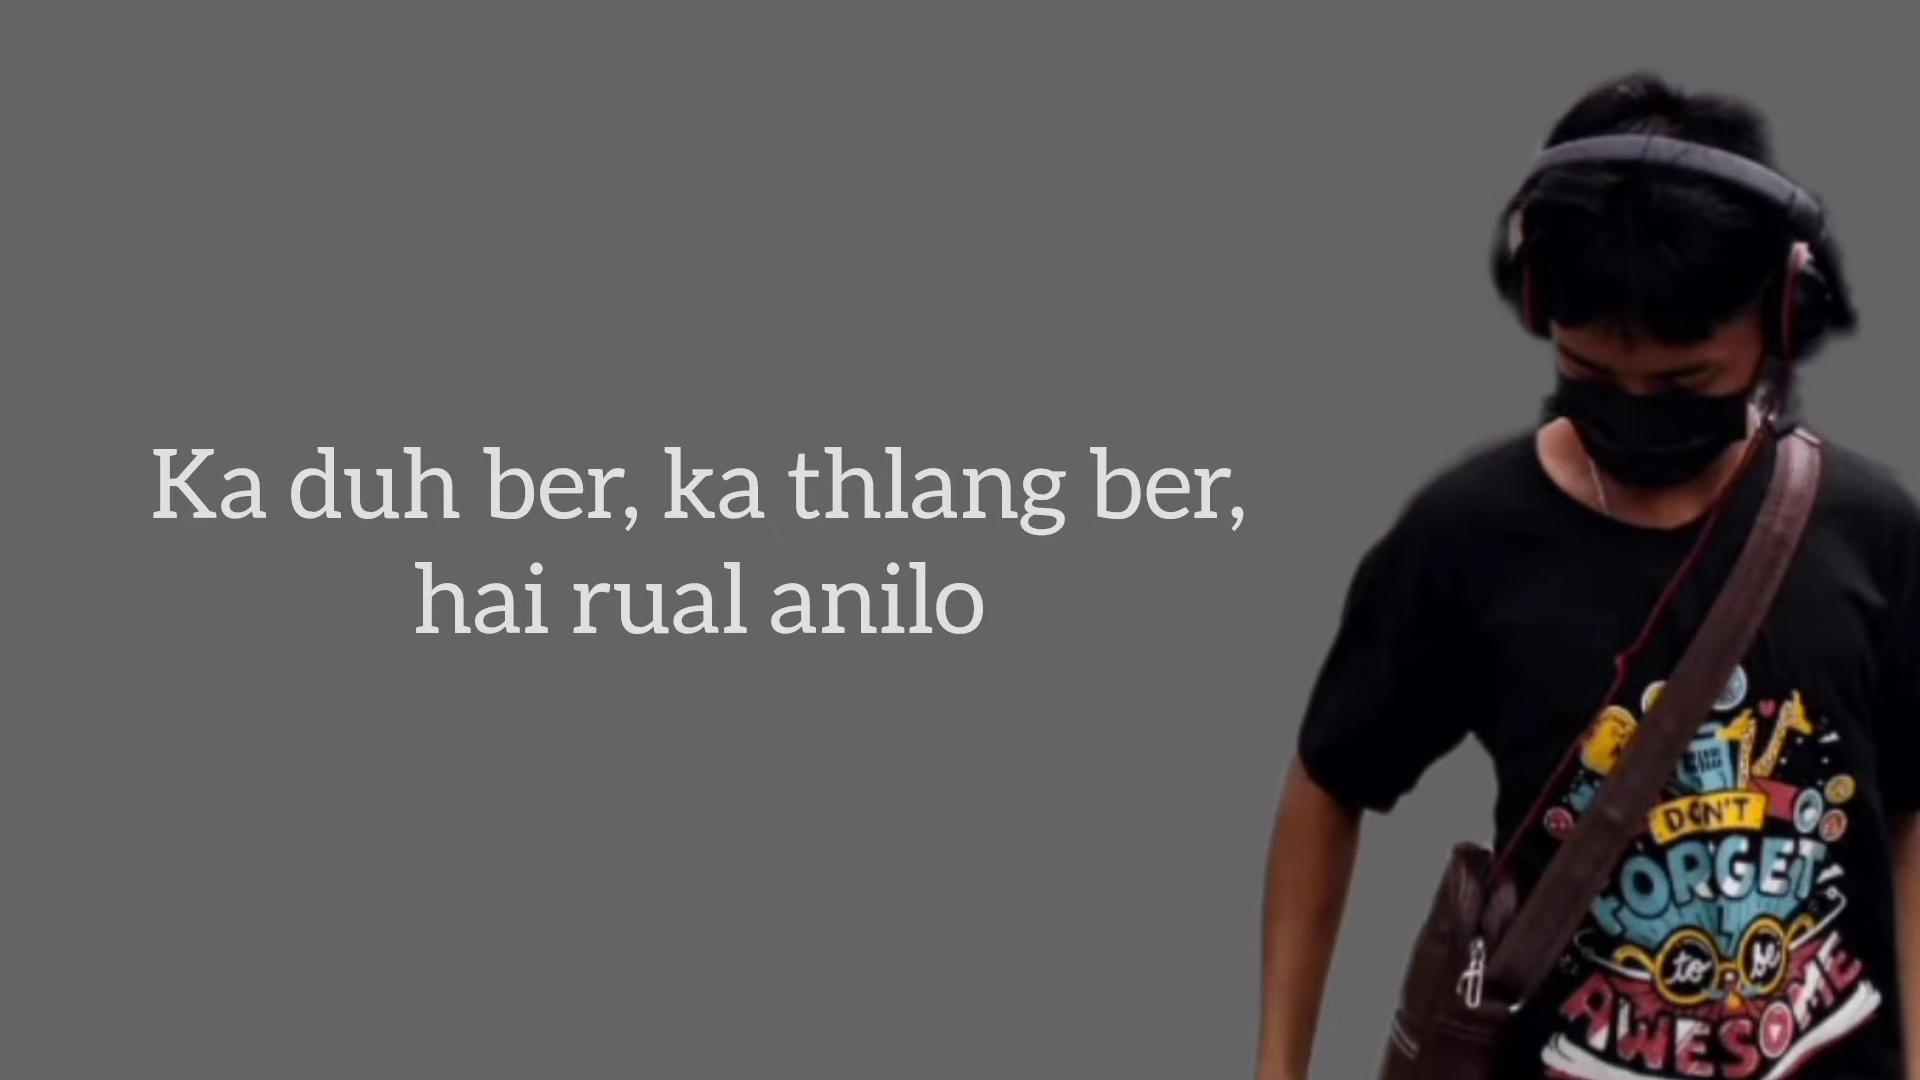 Ka duh ber, ka thlang ber,
hai rual anilo
DON'T
FORGET
to be
AWESOME